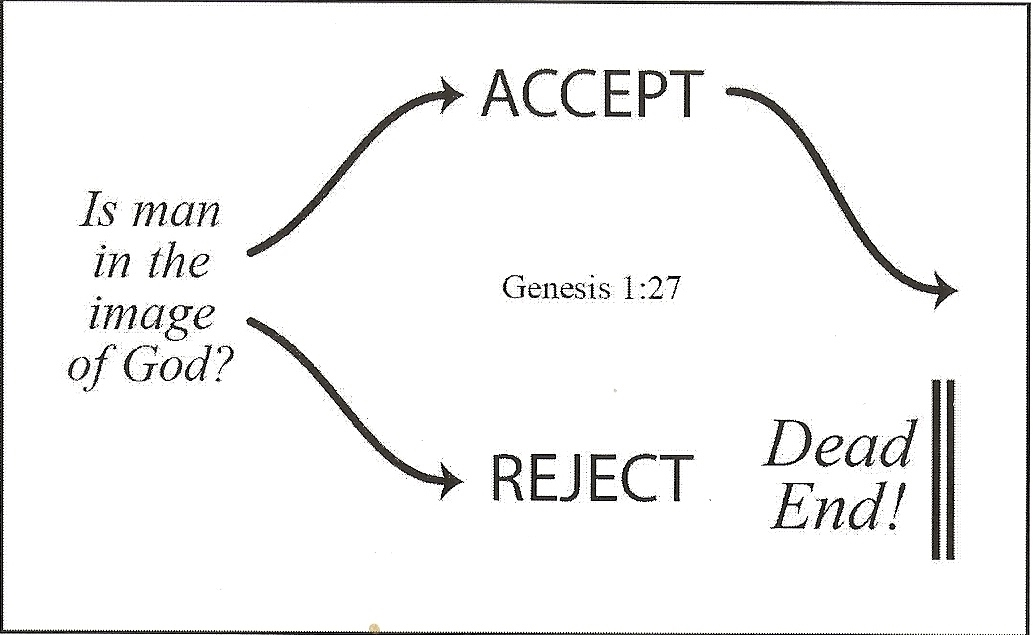 ACCEPT
Is man
in the
image
of God?
Genesis 1:27
REJECT
Dead
End!